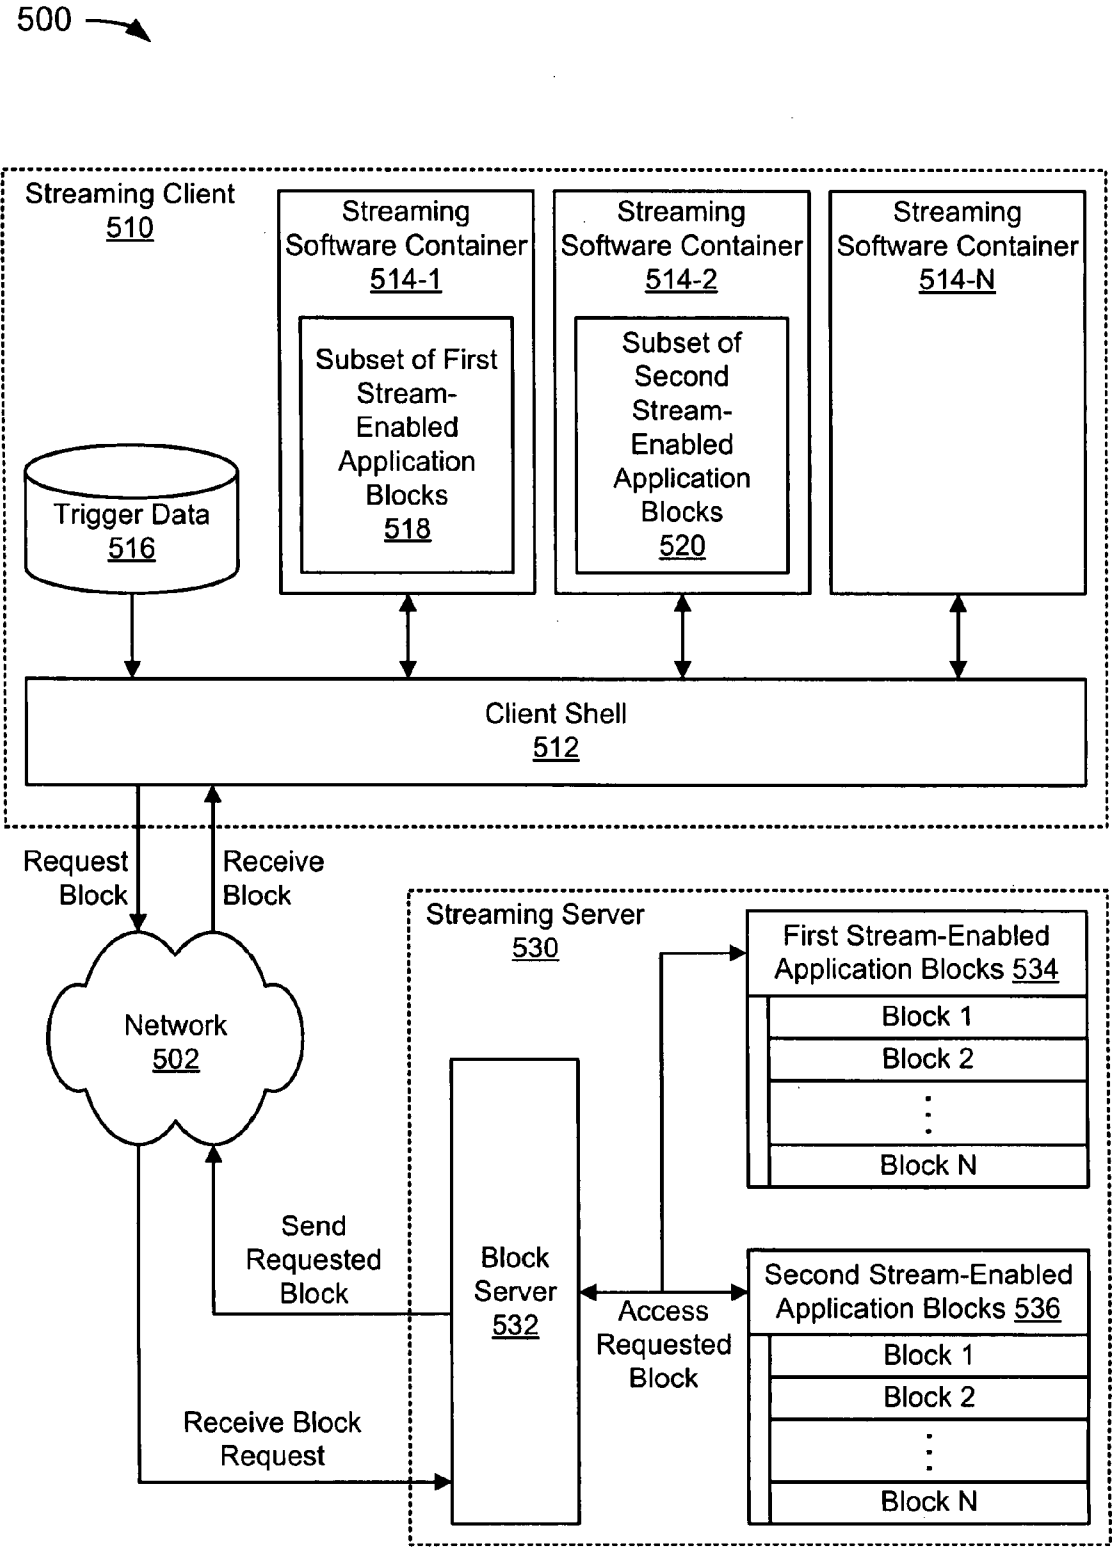 500
Streaming Client
510
Streaming
Software Container
514-1
Subset of First
Stream-
Enabled
Application
Blocks
518
Streaming
Software Container
514-2
Subset of
Second
Stream-
Enabled
Application
Blocks
520
Streaming
Software Container
514-N
Trigger Data
516
Client Shell
512
Request
Block
Receive
Block
Network
502
Streaming Server
530
First Stream-Enabled
Application Blocks 534
Block 1
Block 2
Block N
Send
Requested
Block
Block
Server
532
Access
Requested
Block
Second Stream-Enabled
Application Blocks 536
Block 1
Block 2
Block N
Receive Block
Request